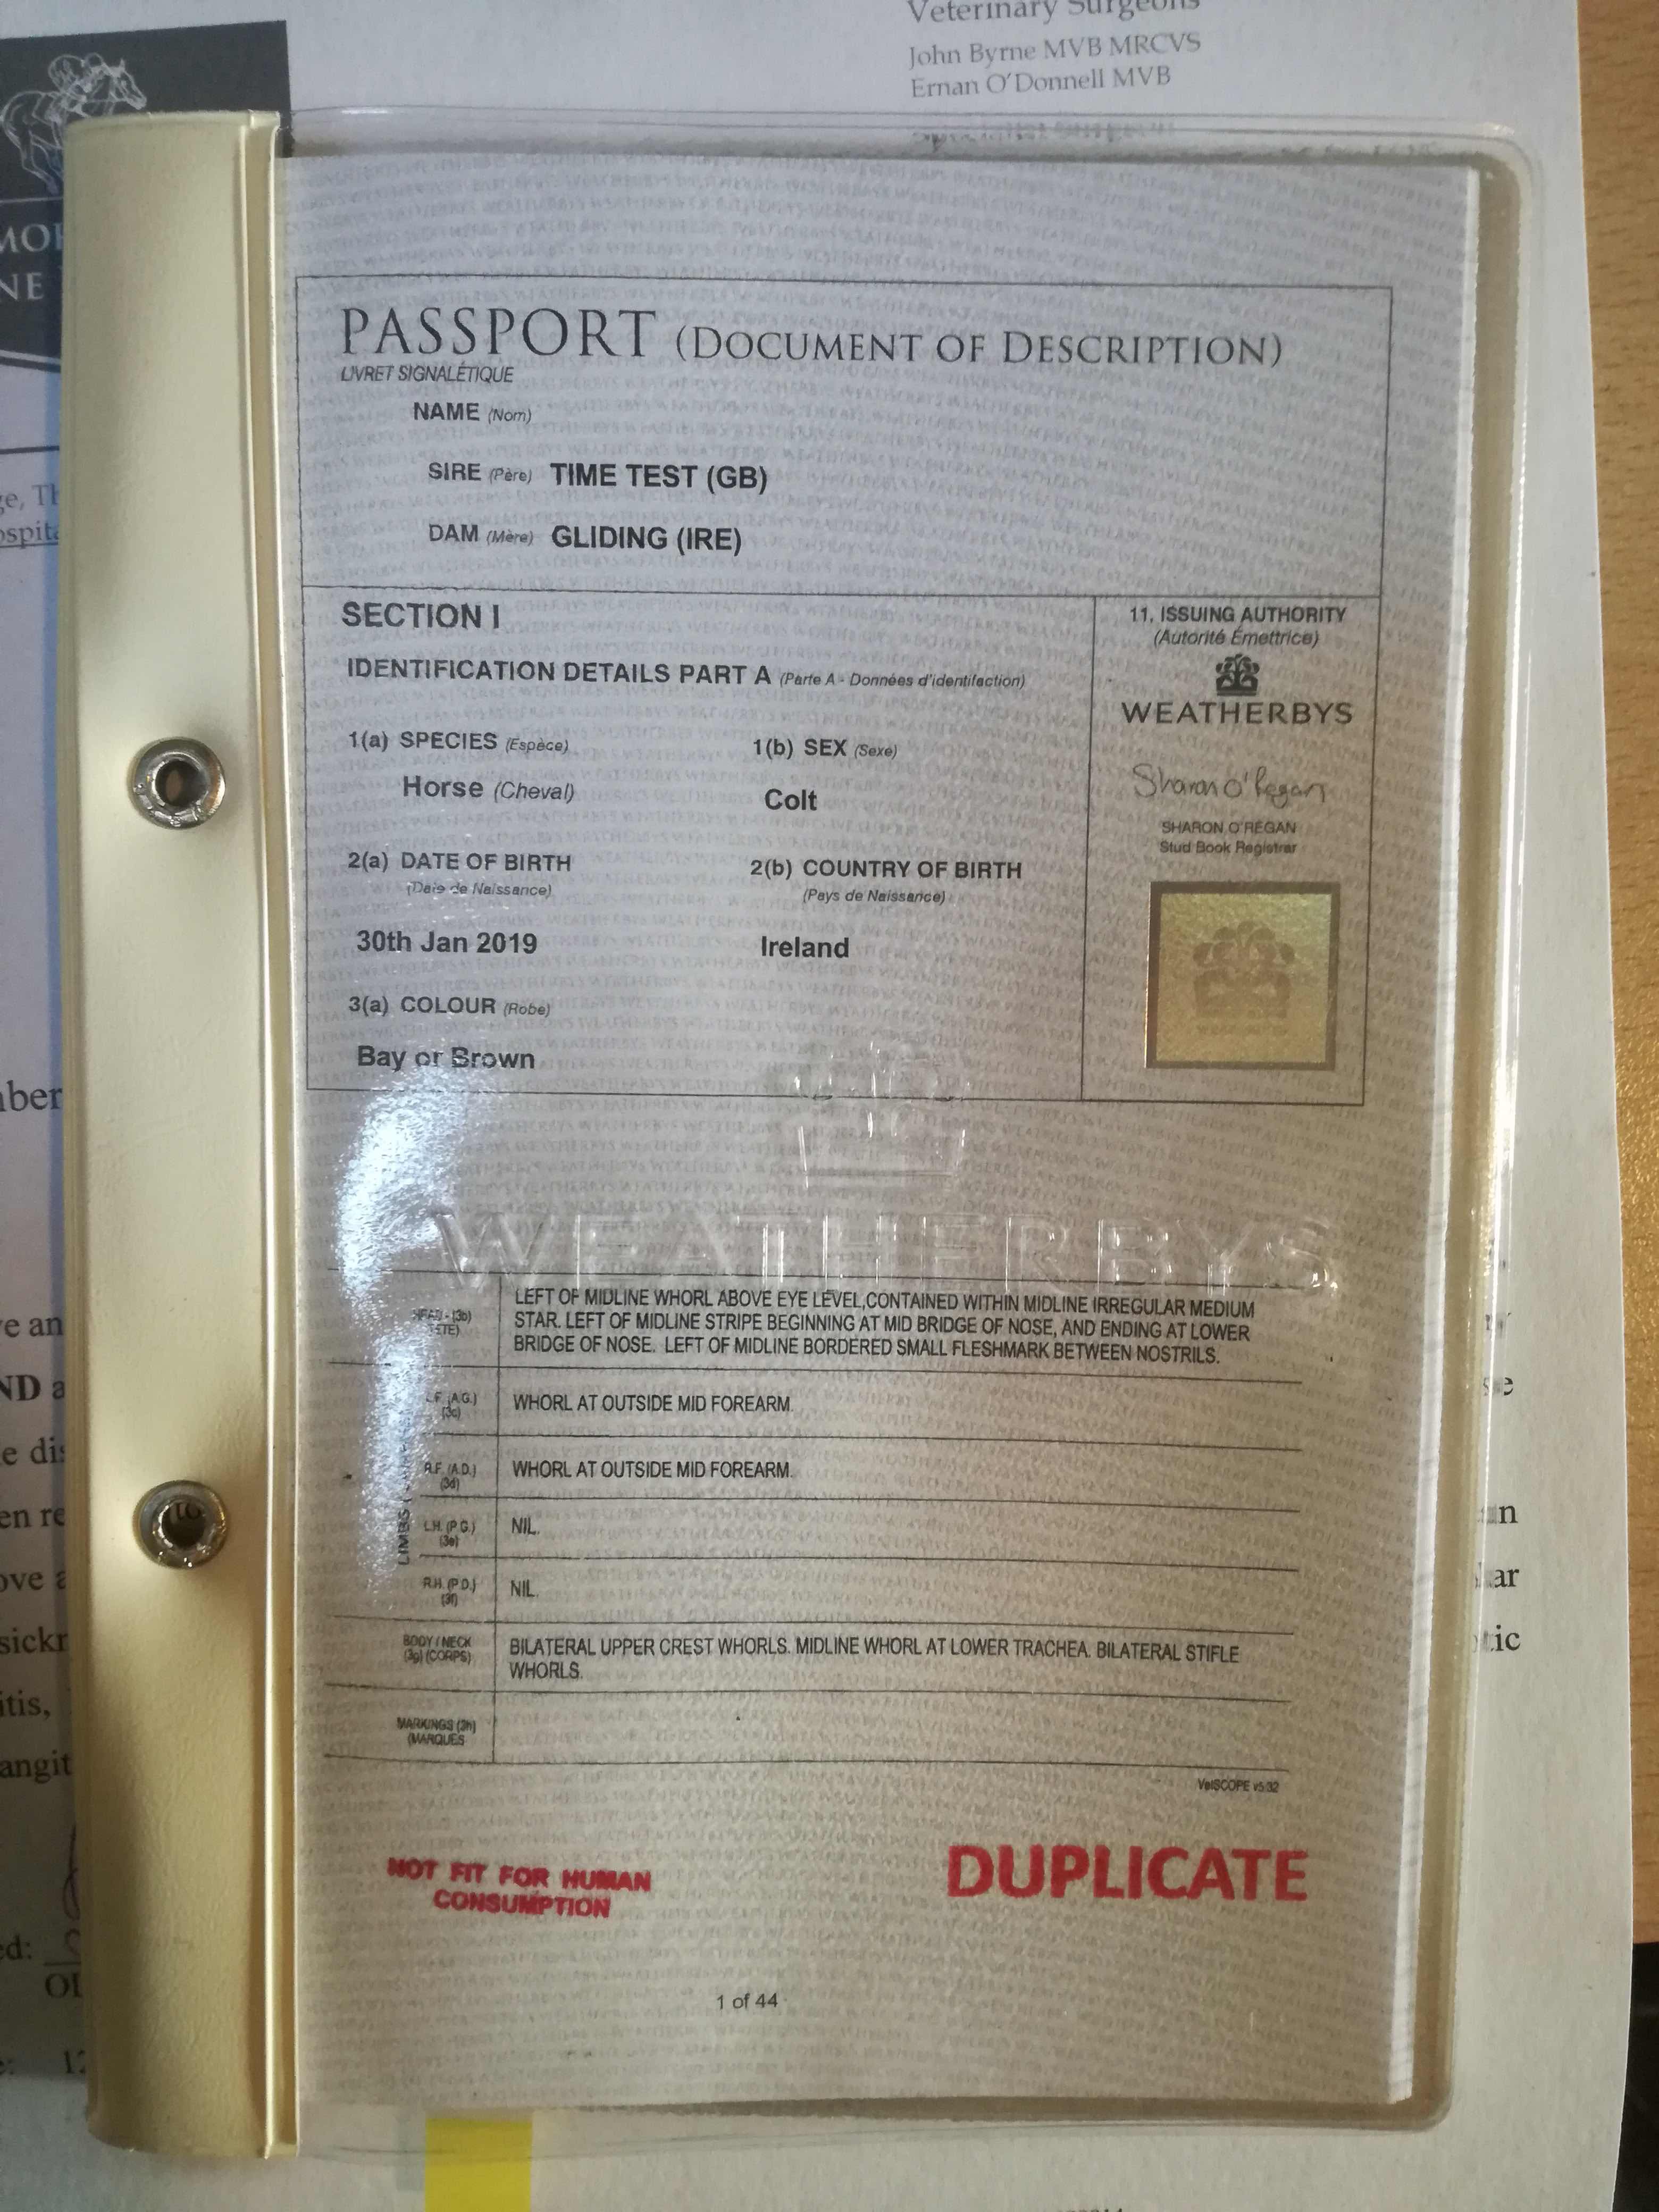 Veterinary Surgeons
John Byrne MVB MRCVS
Ernan O'Donnell MVB
PASSPORT (DOCUMENT OF DESCRIPTION)
LIVRET SIGNALÉTIQUE
NAME (Nom)
SIRE (Père) TIME TEST (GB)
DAM (Mère) GLIDING (IRE)
SECTION I
IDENTIFICATION DETAILS PART A (Parte A - Données d'identifaction)
1(a) SPECIES (Espèce)
Horse (Cheval)
1(b) SEX (Sexe)
Colt
2(a) DATE OF BIRTH
(Date de Naissance)
30th Jan 2019
2(b) COUNTRY OF BIRTH
(Pays de Naissance)
Ireland
3(a) COLOUR (Robe)
Bay or Brown
11. ISSUING AUTHORITY
(Autorité Émettrice)
WEATHERBYS
Sharon O'Regan
SHARON O'REGAN
Stud Book Registrar
WEATHERBYS
HEAD - (3b)
LEFT OF MIDLINE WHORL ABOVE EYE LEVEL,CONTAINED WITHIN MIDLINE IRREGULAR MEDIUM
STAR. LEFT OF MIDLINE STRIPE BEGINNING AT MID BRIDGE OF NOSE, AND ENDING AT LOWER
BRIDGE OF NOSE. LEFT OF MIDLINE BORDERED SMALL FLESHMARK BETWEEN NOSTRILS.
LIMBS
L.F. (A.G.)
(3c)
WHORL AT OUTSIDE MID FOREARM.
R.F. (A.D.)
(3d)
WHORL AT OUTSIDE MID FOREARM.
L.H. (P.G.)
(3e)
NIL.
R.H. (P.D.)
(3f)
NIL.
BODY / NECK
(3g) (CORPS)
BILATERAL UPPER CREST WHORLS. MIDLINE WHORL AT LOWER TRACHEA. BILATERAL STIFLE
WHORLS.
MARKINGS (3h)
(MARQUES
VetSCOPE v5.32
NOT FIT FOR HUMAN
CONSUMPTION
DUPLICATE
1 of 44